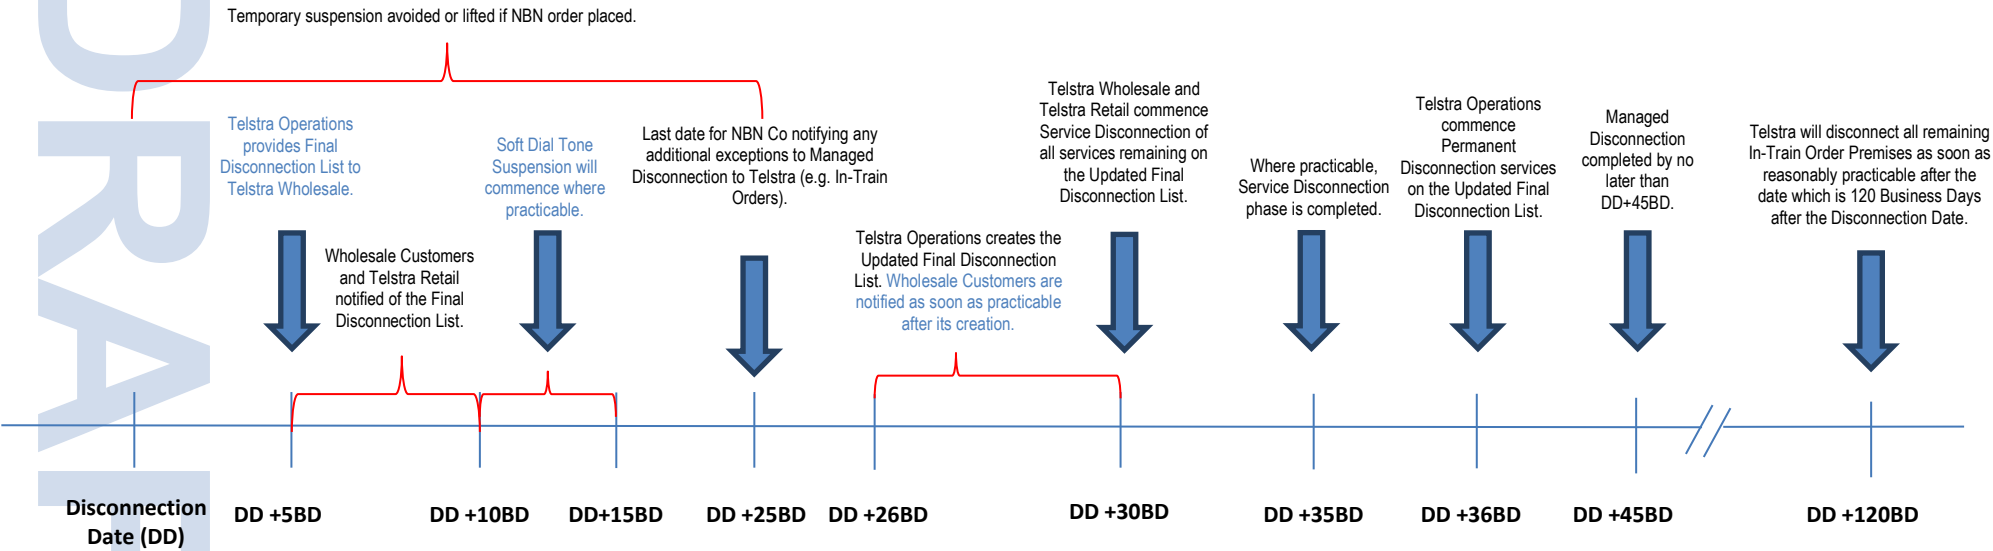 Temporary suspension avoided or lifted if NBN order placed.
Telstra Operations
provides Final
Disconnection List to
Telstra Wholesale.
Wholesale Customers
and Telstra Retail
notified of the Final
Disconnection List.
Soft Dial Tone
Suspension will
commence where
practicable.
Last date for NBN Co notifying any
additional exceptions to Managed
Disconnection to Telstra (e.g. In-Train
Orders).
Telstra Operations creates the
Updated Final Disconnection
List. Wholesale Customers are
notified as soon as practicable
after its creation.
Telstra Wholesale and
Telstra Retail commence
Service Disconnection of
all services remaining on
the Updated Final
Disconnection List.
Where practicable,
Service Disconnection
phase is completed.
Telstra Operations
commence
Permanent
Disconnection services
on the Updated Final
Disconnection List.
Managed
Disconnection
completed by no
later than
DD+45BD.
Telstra will disconnect all remaining
In-Train Order Premises as soon as
reasonably practicable after the
date which is 120 Business Days
after the Disconnection Date.
Disconnection
Date (DD)
DD +5BD
DD +10BD
DD+15BD
DD +25BD
DD +26BD
DD +30BD
DD +35BD
DD +36BD
DD +45BD
DD +120BD
DRAF